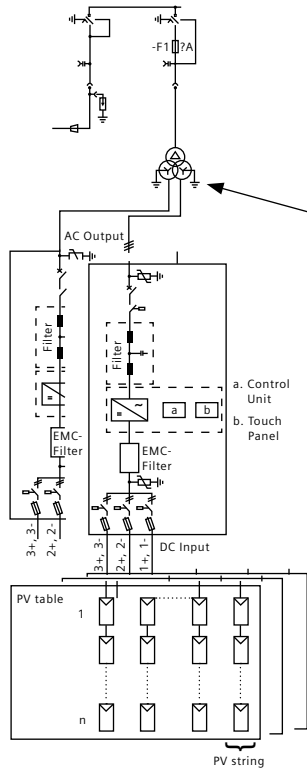 -F1 ?A
AC Output
Filter
Filter
a
b
a. Control
Unit
b. Touch
Panel
EMC-
Filter
EMC-
Filter
3+, 3-
2+, 2-
3+, 3-
2+, 2-
1+, 1-
DC Input
PV table
1
n
PV string